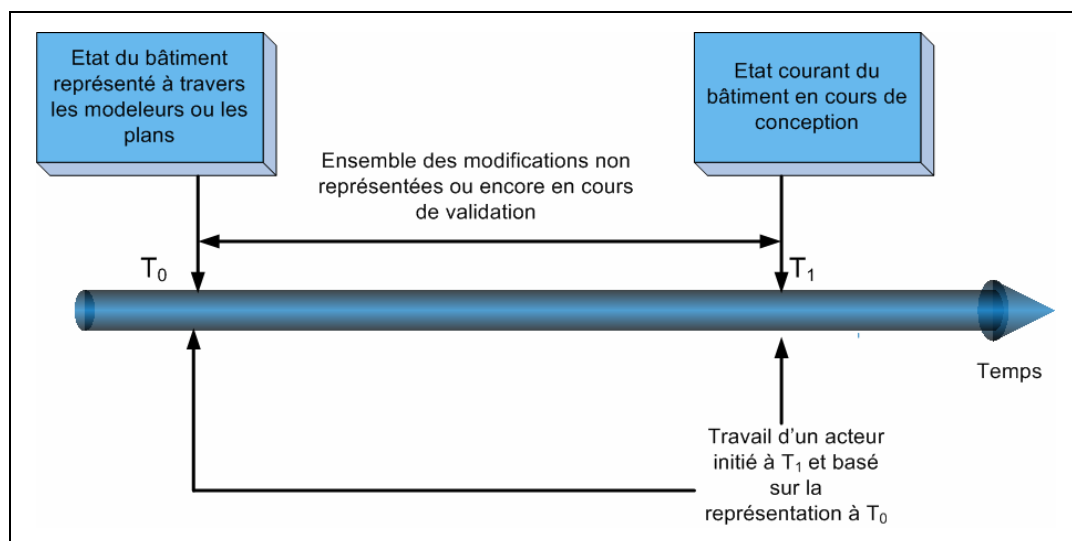 Etat du bâtiment
représenté à travers
les modeleurs ou les
plans
Etat courant du
bâtiment en cours de
conception
Ensemble des modifications non
représentées ou encore en cours
de validation
T₀
T₁
Temps
Travail d’un acteur
initié à T₁ et basé
sur la
représentation à T₀